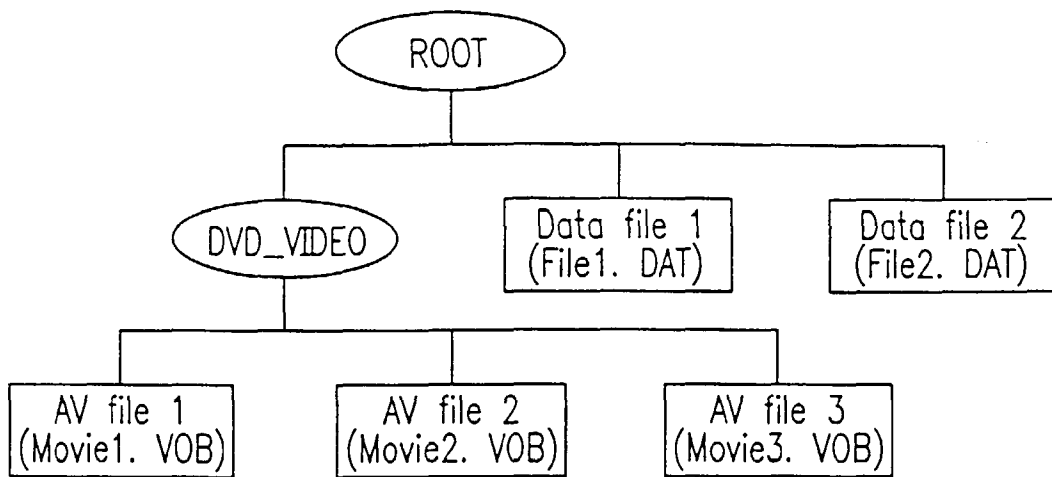 ROOT
DVD_VIDEO
Data file 1
(File1. DAT)
Data file 2
(File2. DAT)
AV file 1
(Movie1. VOB)
AV file 2
(Movie2. VOB)
AV file 3
(Movie3. VOB)